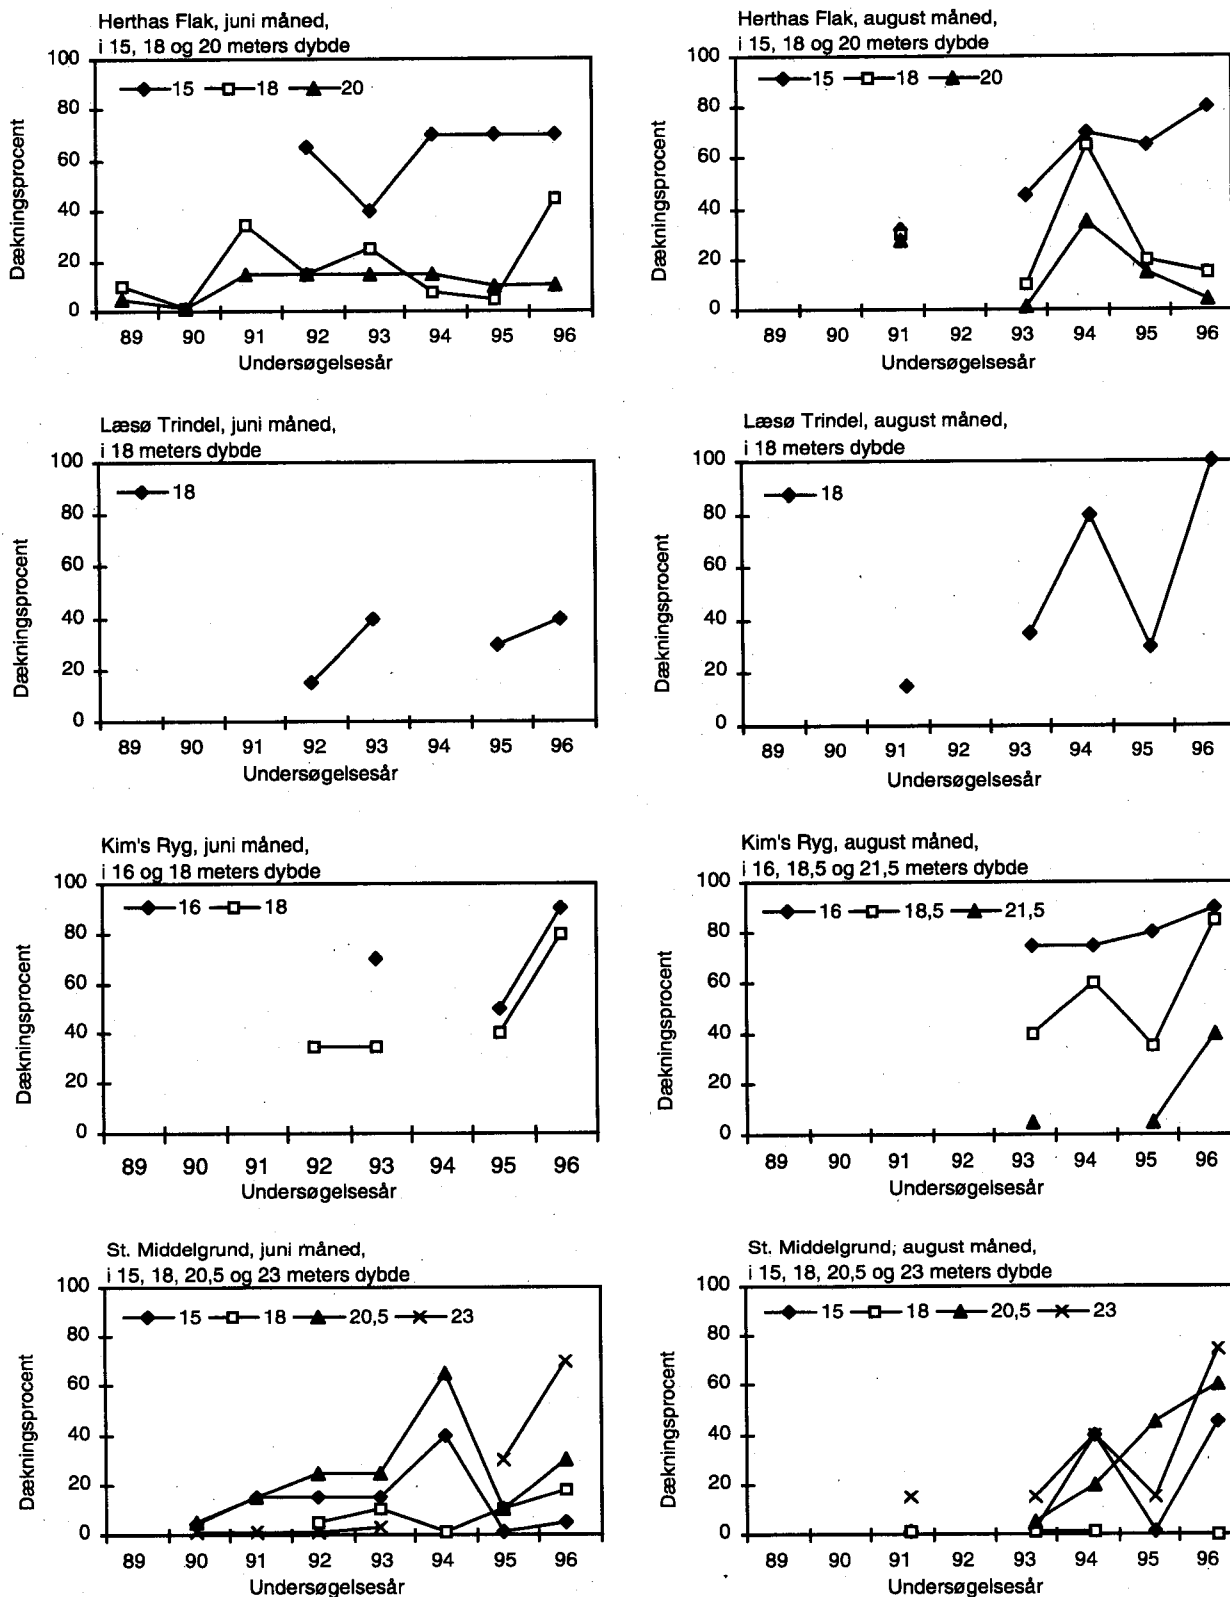 Herthas Flak, juni måned,
i 15, 18 og 20 meters dybde
100
80
60
40
20
0
Dækningsprocent
15 18 20
89 90 91 92 93 94 95 96
Undersøgelsesår
Herthas Flak, august måned,
i 15, 18 og 20 meters dybde
100
80
60
40
20
0
Dækningsprocent
15 18 20
89 90 91 92 93 94 95 96
Undersøgelsesår
Læsø Trindel, juni måned,
i 18 meters dybde
100
80
60
40
20
0
Dækningsprocent
18
89 90 91 92 93 94 95 96
Undersøgelsesår
Læsø Trindel, august måned,
i 18 meters dybde
100
80
60
40
20
0
Dækningsprocent
18
89 90 91 92 93 94 95 96
Undersøgelsesår
Kim's Ryg, juni måned,
i 16 og 18 meters dybde
100
80
60
40
20
0
Dækningsprocent
16 18
89 90 91 92 93 94 95 96
Undersøgelsesår
Kim's Ryg, august måned,
i 16, 18,5 og 21,5 meters dybde
100
80
60
40
20
0
Dækningsprocent
16 18,5 21,5
89 90 91 92 93 94 95 96
Undersøgelsesår
St. Middelgrund, juni måned,
i 15, 18, 20,5 og 23 meters dybde
100
80
60
40
20
0
Dækningsprocent
15 18 20,5 23
89 90 91 92 93 94 95 96
Undersøgelsesår
St. Middelgrund; august måned,
i 15, 18, 20,5 og 23 meters dybde
100
80
60
40
20
0
Dækningsprocent
15 18 20,5 23
89 90 91 92 93 94 95 96
Undersøgelsesår